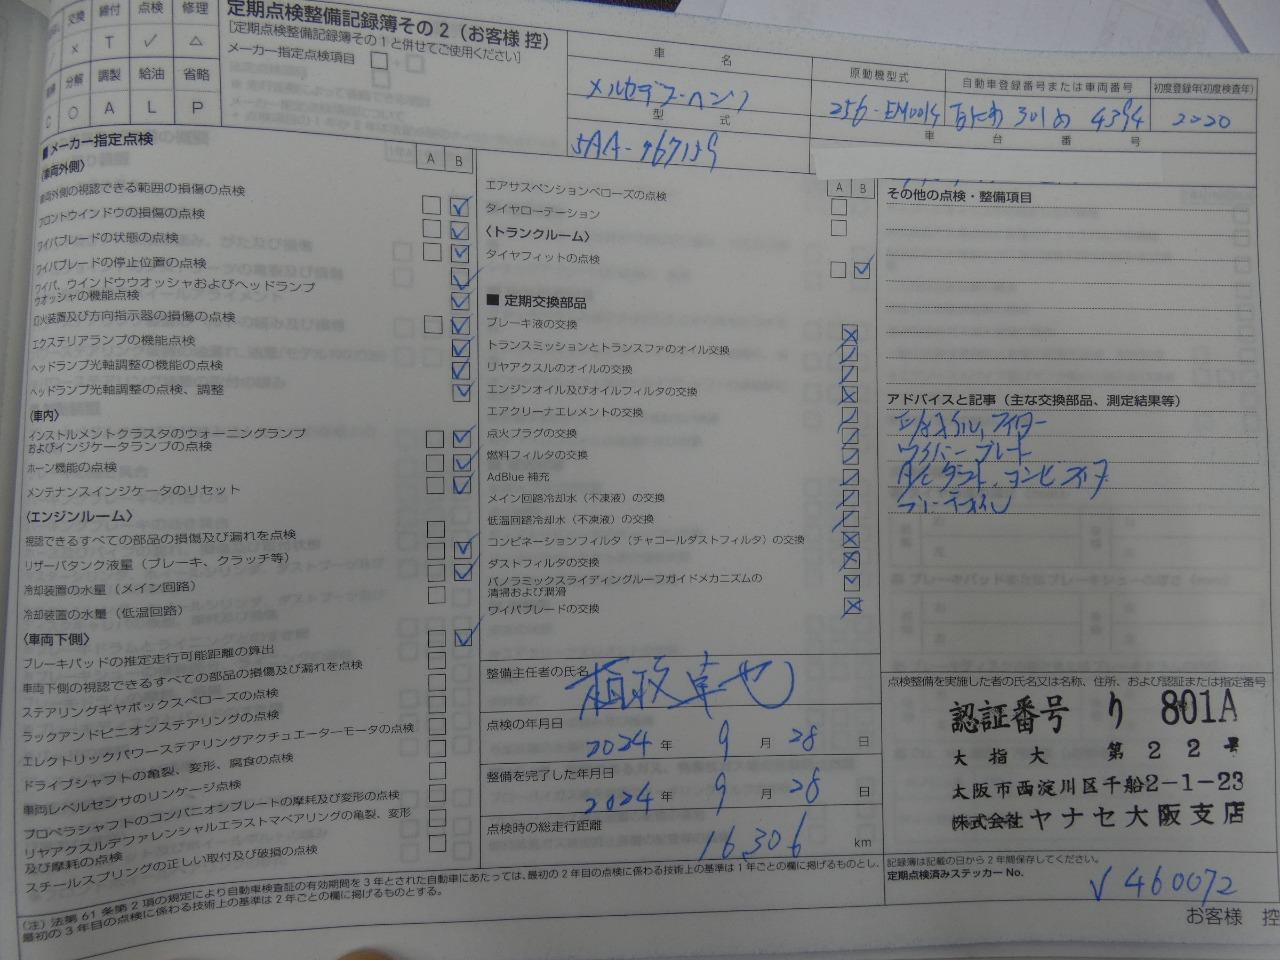 交換 締付 点検 修理
× T ✓ △
分解 調製 給油 省略
C ○ A L P
定期点検整備記録簿その2（お客様 控）
[定期点検整備記録簿その1と併せてご使用ください]
メーカー指定点検項目
車名
原動機型式
自動車登録番号または車両番号
初度登録年(初度検査年)
256-EM0014
なにわ 301
2020
型式
車台番号
5AA-167159
■メーカー指定点検
A B
〈車両外側〉
車両外側の視認できる範囲の損傷の点検
フロントウインドウの損傷の点検
ワイパブレードの状態の点検
ワイパブレードの停止位置の点検
ワイパ、ウインドウウオッシャおよびヘッドランプ
ウオッシャの機能点検
灯火装置及び方向指示器の損傷の点検
エクステリアランプの機能点検
ヘッドランプ光軸調整の機能の点検
ヘッドランプ光軸調整の点検、調整
〈車内〉
インストルメントクラスタのウォーニングランプ
およびインジケータランプの点検
ホーン機能の点検
メンテナンスインジケータのリセット
〈エンジンルーム〉
視認できるすべての部品の損傷及び漏れを点検
リザーバタンク液量（ブレーキ、クラッチ等）
冷却装置の水量（メイン回路）
冷却装置の水量（低温回路）
〈車両下側〉
ブレーキパッドの推定走行可能距離の算出
車両下側の視認できるすべての部品の損傷及び漏れを点検
ステアリングギヤボックスベローズの点検
ラックアンドピニオンステアリングの点検
エレクトリックパワーステアリングアクチュエーターモータの点検
ドライブシャフトの亀裂、変形、腐食の点検
車両レベルセンサのリンケージ点検
プロペラシャフトのコンパニオンプレートの摩耗及び変形の点検
リヤアクスルデファレンシャルエラストマベアリングの亀裂、変形
及び摩耗の点検
スチールスプリングの正しい取付及び破損の点検
A B
エアサスペンションベローズの点検
タイヤローテーション
〈トランクルーム〉
タイヤフィットの点検
■ 定期交換部品
ブレーキ液の交換
トランスミッションとトランスファのオイル交換
リヤアクスルのオイルの交換
エンジンオイル及びオイルフィルタの交換
エアクリーナエレメントの交換
点火プラグの交換
燃料フィルタの交換
AdBlue 補充
メイン回路冷却水（不凍液）の交換
低温回路冷却水（不凍液）の交換
コンビネーションフィルタ（チャコールダストフィルタ）の交換
ダストフィルタの交換
パノラミックスライディングルーフガイドメカニズムの
清掃および潤滑
ワイパブレードの交換
整備主任者の氏名
点検の年月日
2024 年 9 月 28 日
整備を完了した年月日
2024 年 9 月 28 日
点検時の総走行距離
16,306 km
その他の点検・整備項目
アドバイスと記事（主な交換部品、測定結果等）
ワイパー ブレード
点検整備を実施した者の氏名又は名称、住所、および認証または指定番号
認証番号 り 801A
大指大 第22号
大阪市西淀川区千船2-1-23
株式会社ヤナセ大阪支店
記録簿は記載の日から2年間保存してください。
定期点検済みステッカー No.
460072
（注）法第61条第2項の規定により自動車検査証の有効期間を3年とされた自動車にあたっては、最初の2年目の点検に係わる技術上の基準は1年ごとの欄に掲げるものとし、
最初の3年目の点検に係わる技術上の基準は2年ごとの欄に掲げるものとする。
お客様 控